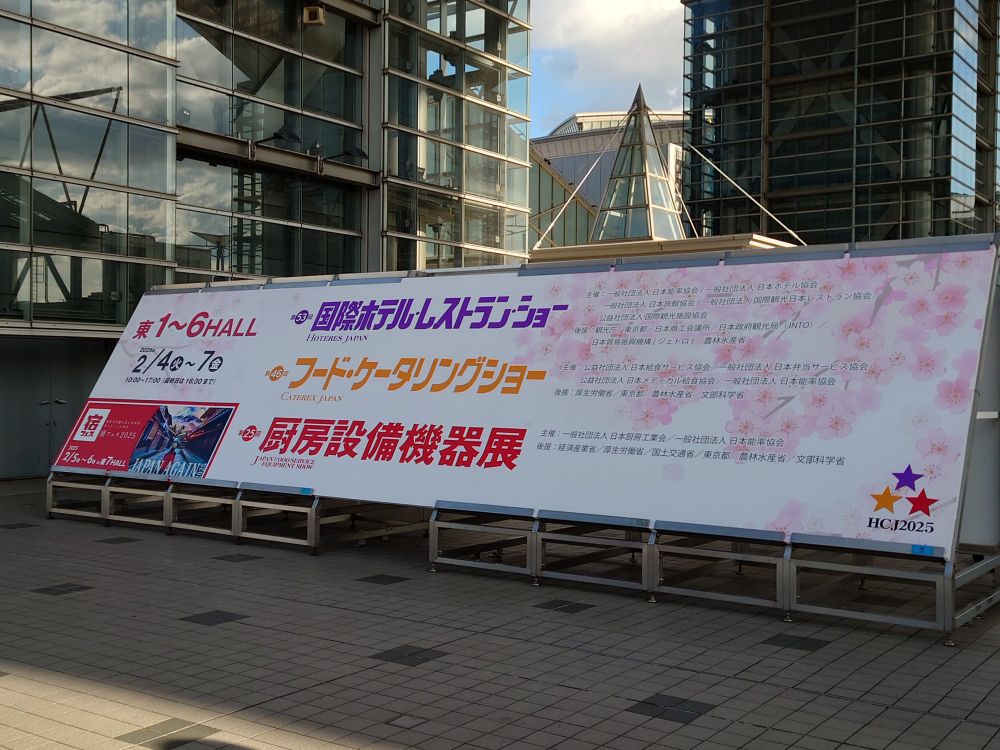 東1〜6HALL
2025年
2/4火〜7金
10:00〜17:00（最終日は16:30まで）
宿フェス
宿フェス2025
2025
2/5水〜6木 東7HALL
JAPAN AGAIN
第53回 国際ホテル・レストラン・ショー
HOTERES JAPAN
主催：一般社団法人 日本能率協会／一般社団法人 日本ホテル協会
一般社団法人 日本旅館協会／一般社団法人 国際観光日本レストラン協会
公益社団法人 国際観光施設協会
後援：観光庁／東京都／日本商工会議所／日本政府観光局（JNTO）／
日本貿易振興機構（ジェトロ）／農林水産省
第46回 フード・ケータリングショー
CATEREX JAPAN
主催：公益社団法人 日本給食サービス協会／一般社団法人 日本弁当サービス協会
公益社団法人 日本メディカル給食協会／一般社団法人 日本能率協会
後援：厚生労働省／東京都／農林水産省／文部科学省
第25回 厨房設備機器展
JAPAN FOOD SERVICE
EQUIPMENT SHOW
主催：一般社団法人 日本厨房工業会／一般社団法人 日本能率協会
後援：経済産業省／厚生労働省／国土交通省／東京都／農林水産省／文部科学省
HCJ2025